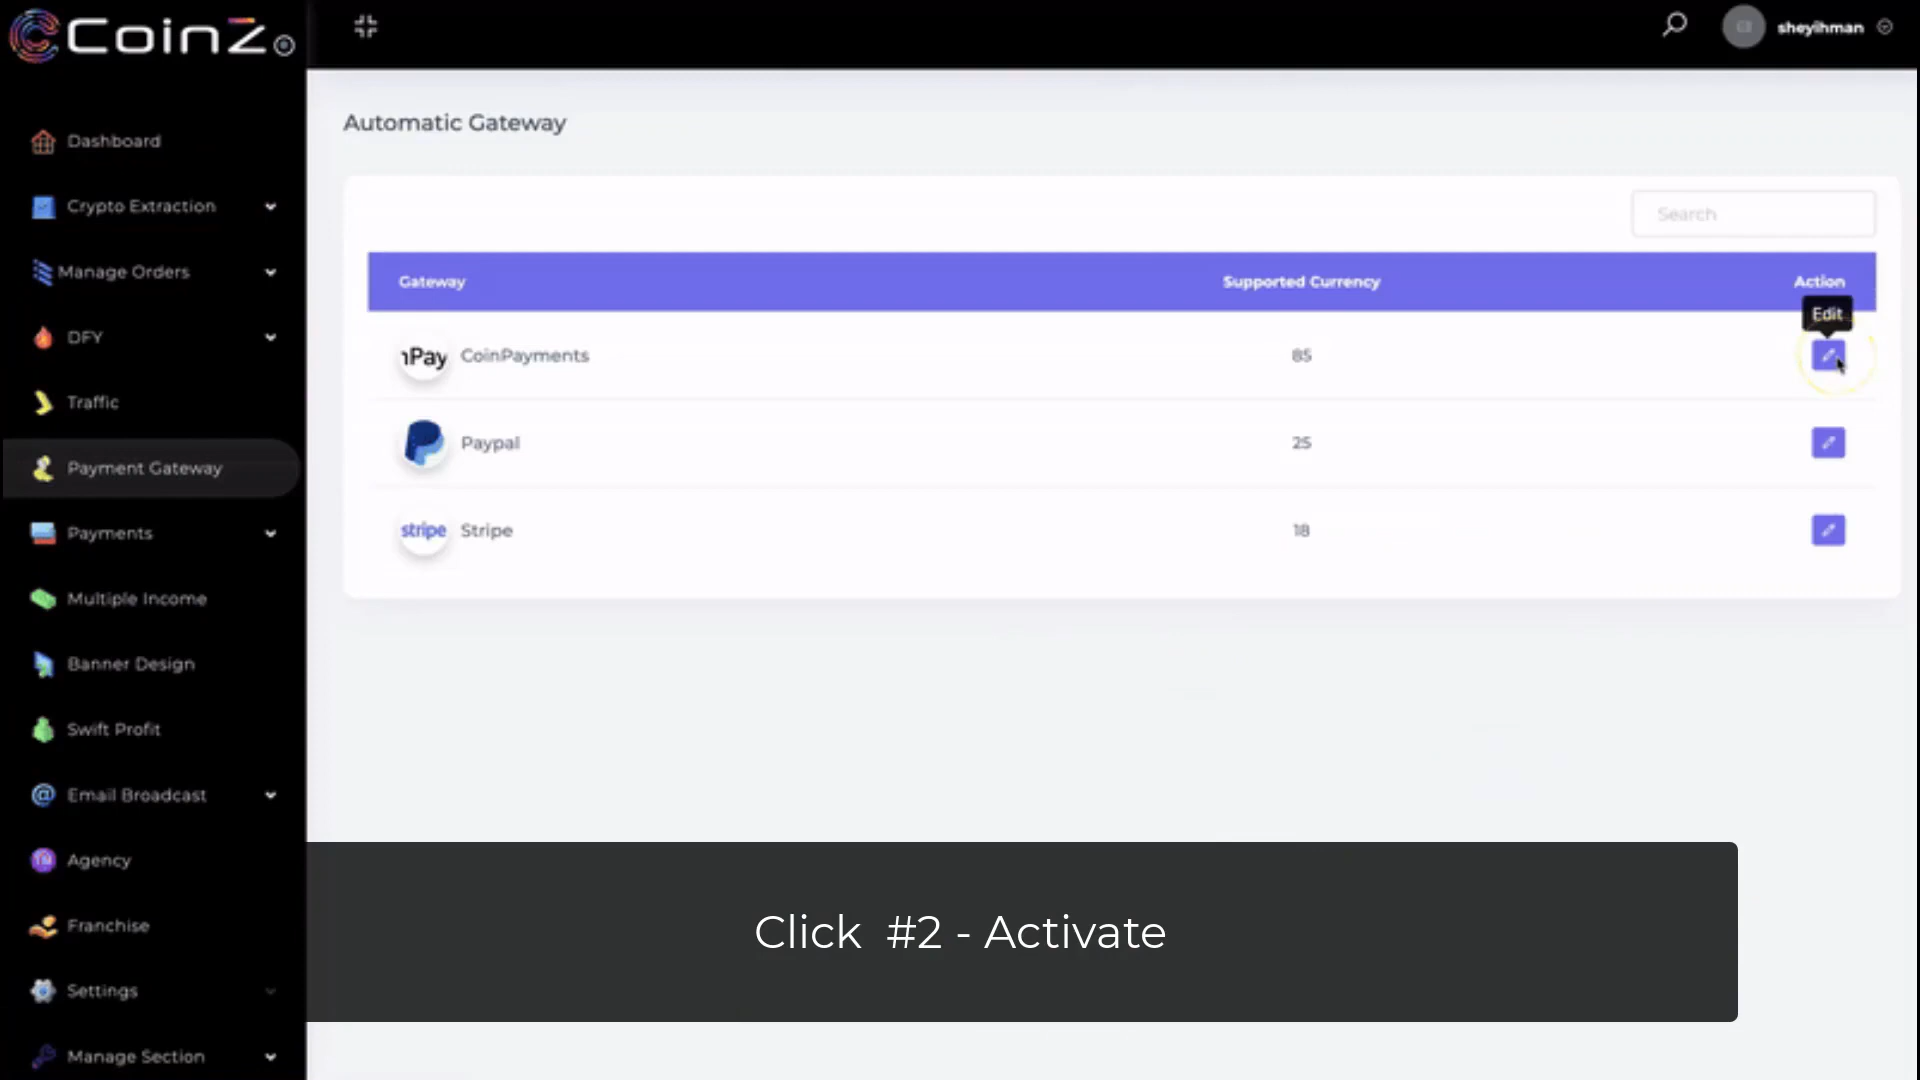 CoinZ
sheyihman
Automatic Gateway
Dashboard
Crypto Extraction
Manage Orders
DFY
Traffic
Payment Gateway
Payments
Multiple Income
Banner Design
Swift Profit
Email Broadcast
Agency
Franchise
Settings
Manage Section
Search
Gateway Supported Currency Action
Edit
nPay CoinPayments 85
Paypal 25
stripe Stripe 18
Click #2 - Activate